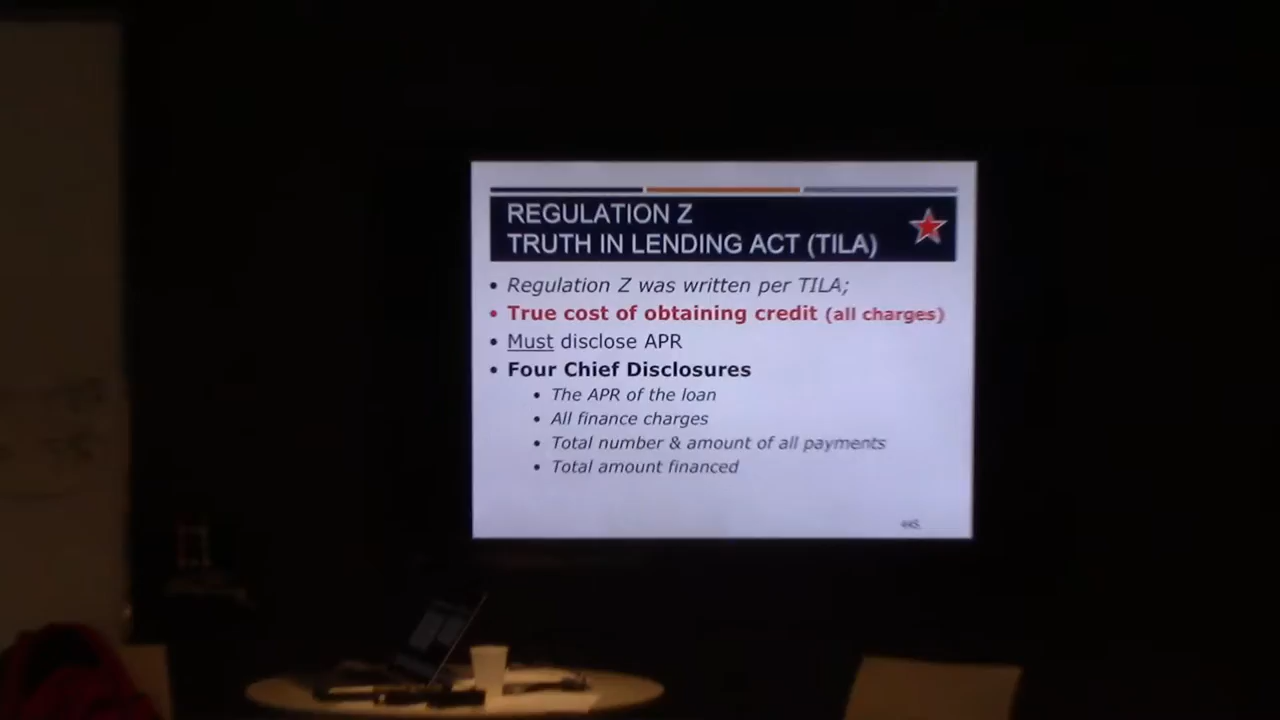 REGULATION Z
TRUTH IN LENDING ACT (TILA)
• Regulation Z was written per TILA;
• True cost of obtaining credit (all charges)
• Must disclose APR
• Four Chief Disclosures
• The APR of the loan
• All finance charges
• Total number & amount of all payments
• Total amount financed